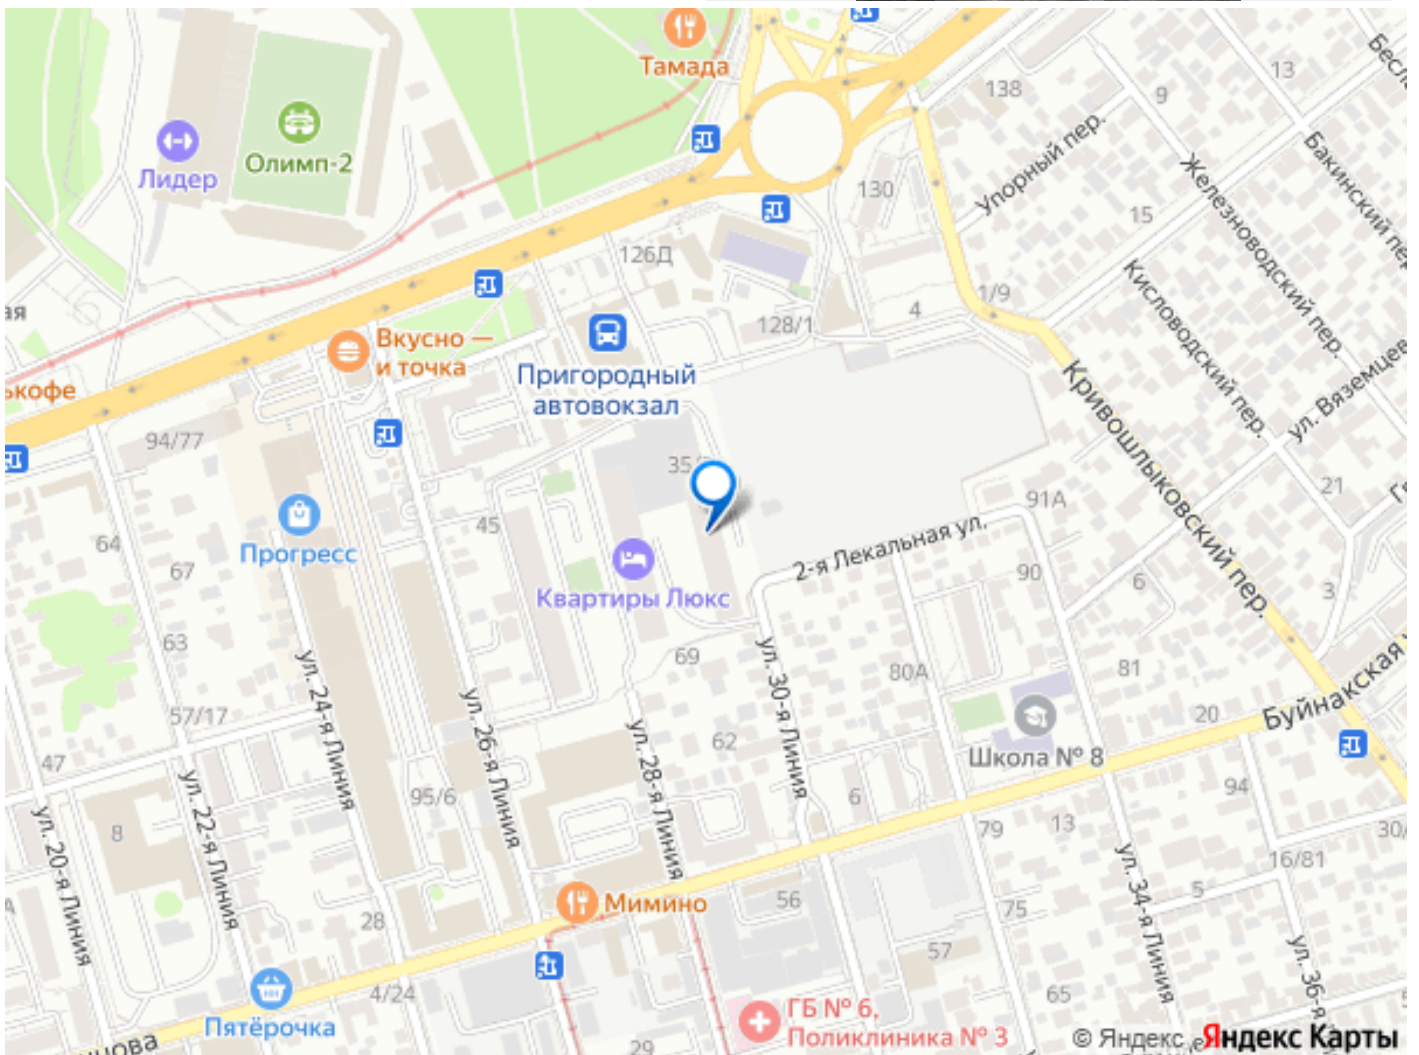 Тамада
Лидер
Олимп-2
138
13
9
Упорный пер.
130
15
Железноводский пер.
Бакинский пер.
126Д
128/1
4
1/9
Кисловодский пер.
ул. Вяземцев
Вкусно —
и точка
Пригородный
автовокзал
94/77
Кривошлыковский пер.
21
64
67
63
Прогресс
45
Квартиры Люкс
91А
2-я Лекальная ул.
90
6
3
69
80А
81
57/17
ул. 24-я Линия
ул. 26-я Линия
ул. 28-я Линия
ул. 30-я Линия
62
Школа № 8
20
Буйнакская
47
8
ул. 20-я Линия
ул. 22-я Линия
95/6
6
79
13
94
16/81
5
ул. 34-я Линия
28
Мимино
56
75
57
ул. 36-я
65
Пятёрочка
4/24
29
ГБ № 6,
Поликлиника № 3
© Яндекс
Яндекс Карты